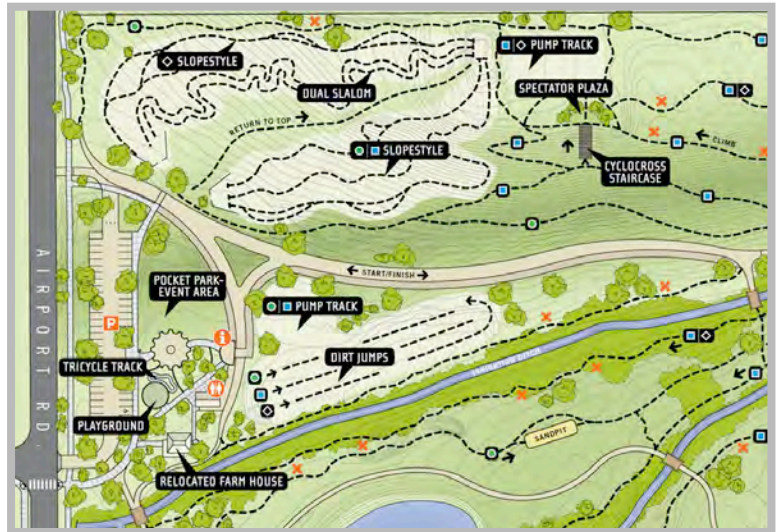 SLOPESTYLE
PUMP TRACK
DUAL SLALOM
SPECTATOR PLAZA
RETURN TO TOP
SLOPESTYLE
CLIMB
CYCLOCROSS
STAIRCASE
AIRPORT RD.
START/FINISH
POCKET PARK-
EVENT AREA
PUMP TRACK
P
i
DIRT JUMPS
TRICYCLE TRACK
PLAYGROUND
SANDPIT
RELOCATED FARM HOUSE